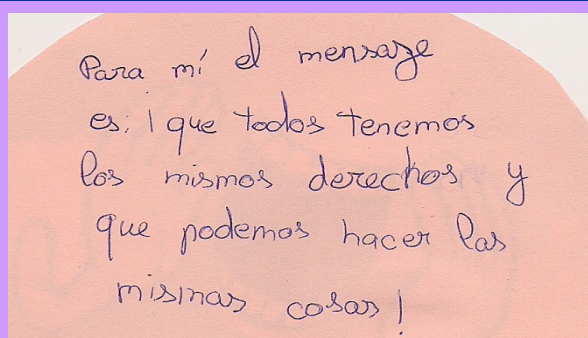 Para mí el mensaje
es: ¡que todos tenemos
los mismos derechos y
que podemos hacer las
mismas cosas!